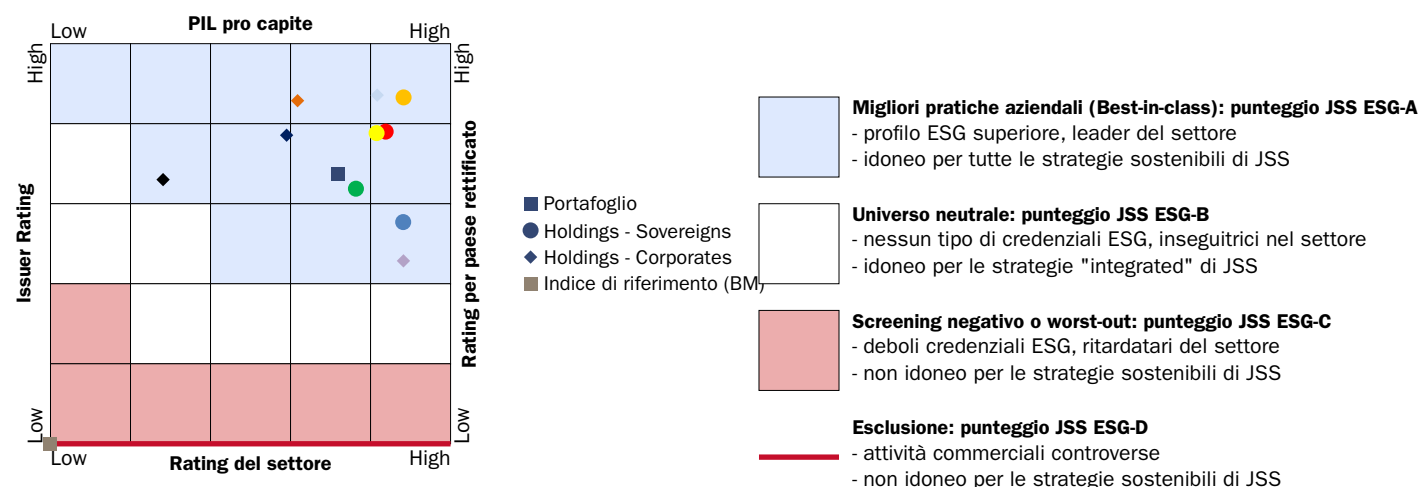 PIL pro capite
Low
High
High
High
Issuer Rating
Rating per paese rettificato
Low
Low
Low
High
Rating del settore
Portafoglio
Holdings - Sovereigns
Holdings - Corporates
Indice di riferimento (BM)
Migliori pratiche aziendali (Best-in-class): punteggio JSS ESG-A
- profilo ESG superiore, leader del settore
- idoneo per tutte le strategie sostenibili di JSS
Universo neutrale: punteggio JSS ESG-B
- nessun tipo di credenziali ESG, inseguitrici nel settore
- idoneo per le strategie "integrated" di JSS
Screening negativo o worst-out: punteggio JSS ESG-C
- deboli credenziali ESG, ritardatari del settore
- non idoneo per le strategie sostenibili di JSS
Esclusione: punteggio JSS ESG-D
- attività commerciali controverse
- non idoneo per le strategie sostenibili di JSS